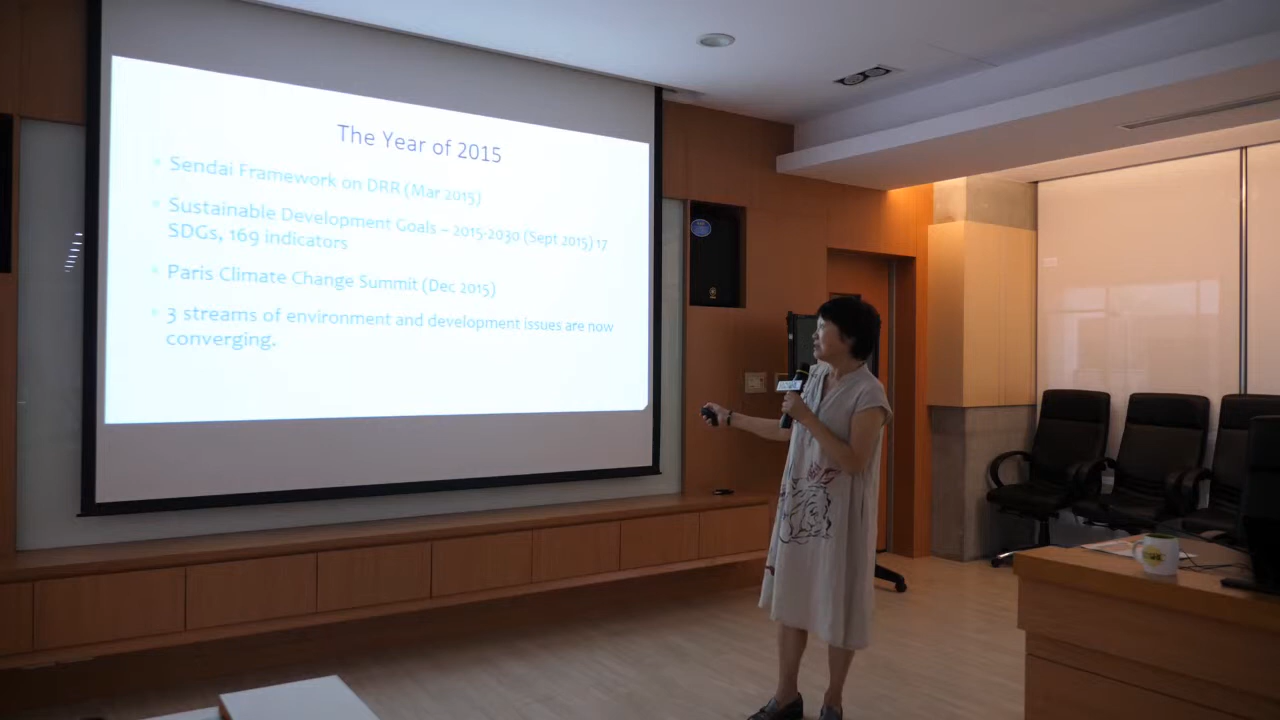 The Year of 2015
Sendai Framework on DRR (Mar 2015)
Sustainable Development Goals – 2015-2030 (Sept 2015) 17
SDGs, 169 indicators
Paris Climate Change Summit (Dec 2015)
3 streams of environment and development issues are now
converging.